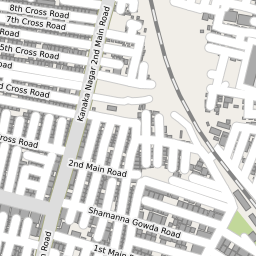 8th Cross Road
7th Cross Road
5th Cross Road
Road
Kanaka Nagar 2nd Main Road
d Cross Road
Cross Road
2nd Main Road
Shamanna Gowda Road
1st Main R
n Road